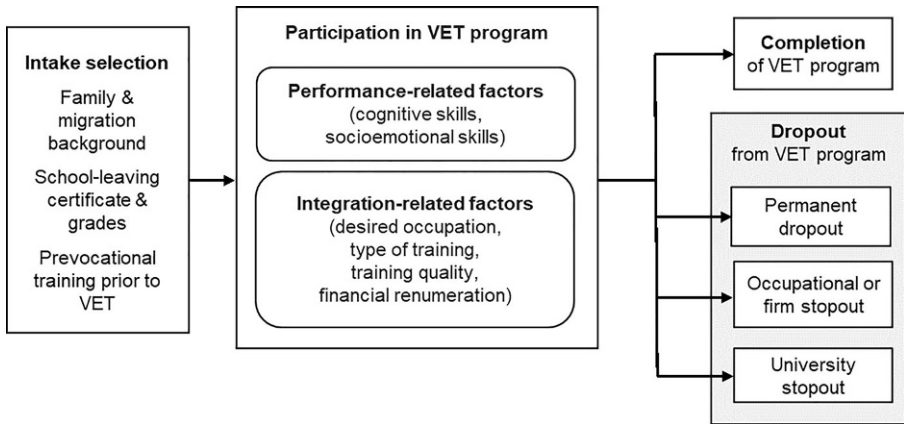 Intake selection
Family &
migration
background
School-leaving
certificate &
grades
Prevocational
training prior to
VET
Participation in VET program
Performance-related factors
(cognitive skills,
socioemotional skills)
Integration-related factors
(desired occupation,
type of training,
training quality,
financial renumeration)
Completion
of VET program
Dropout
from VET program
Permanent
dropout
Occupational or
firm stopout
University
stopout